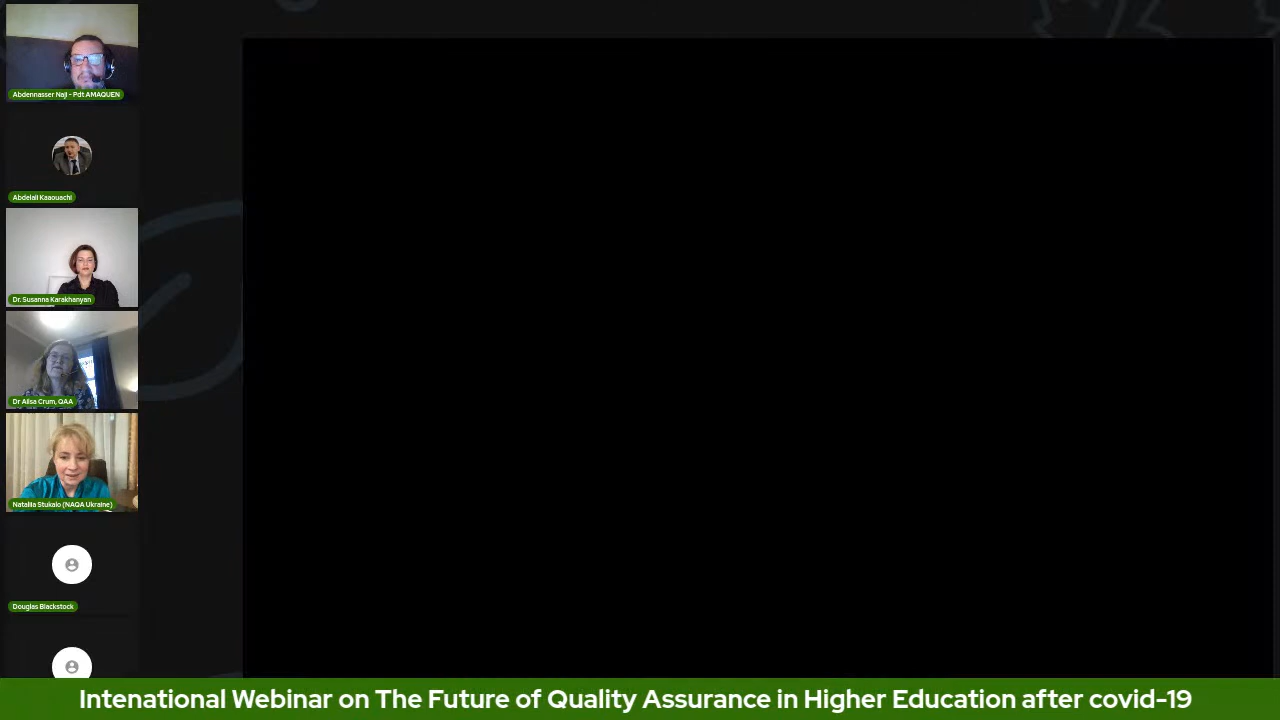 Abdennasser Naji - Pdt AMAQUEN
Abdelali Kaaouachi
Dr. Susanna Karakhanyan
Dr Ailsa Crum, QAA
Nataliia Stukalo (NAQA Ukraine)
Douglas Blackstock
Intenational Webinar on The Future of Quality Assurance in Higher Education after covid-19